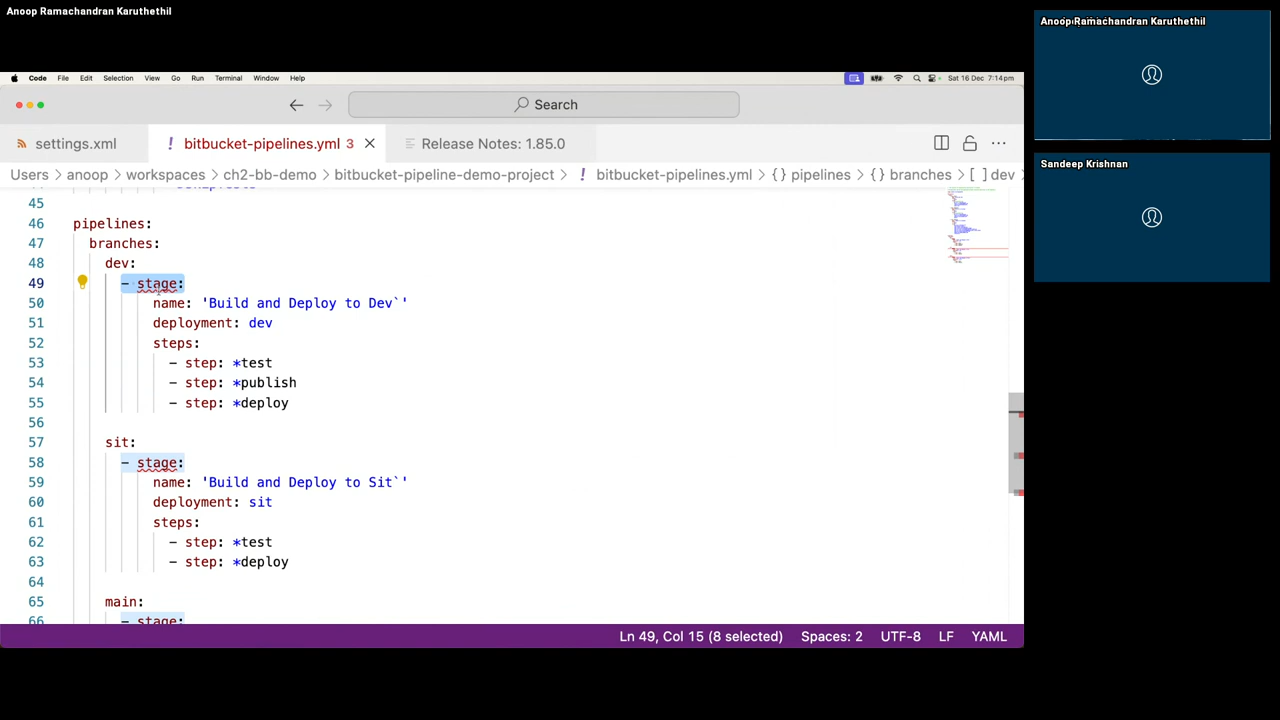 Anoop Ramachandran Karuthethil
Code File Edit Selection View Go Run Terminal Window Help Sat 16 Dec 7:14pm
Search
settings.xml ! bitbucket-pipelines.yml 3 Release Notes: 1.85.0
Users > anoop > workspaces > ch2-bb-demo > bitbucket-pipeline-demo-project > ! bitbucket-pipelines.yml > {} pipelines > {} branches > [ ] dev >
45
46 pipelines:
47 branches:
48 dev:
49 - stage:
50 name: 'Build and Deploy to Dev`'
51 deployment: dev
52 steps:
53 - step: *test
54 - step: *publish
55 - step: *deploy
56
57 sit:
58 - stage:
59 name: 'Build and Deploy to Sit`'
60 deployment: sit
61 steps:
62 - step: *test
63 - step: *deploy
64
65 main:
66 - stage:
Ln 49, Col 15 (8 selected) Spaces: 2 UTF-8 LF YAML
Anoop Ramachandran Karuthethil
Sandeep Krishnan